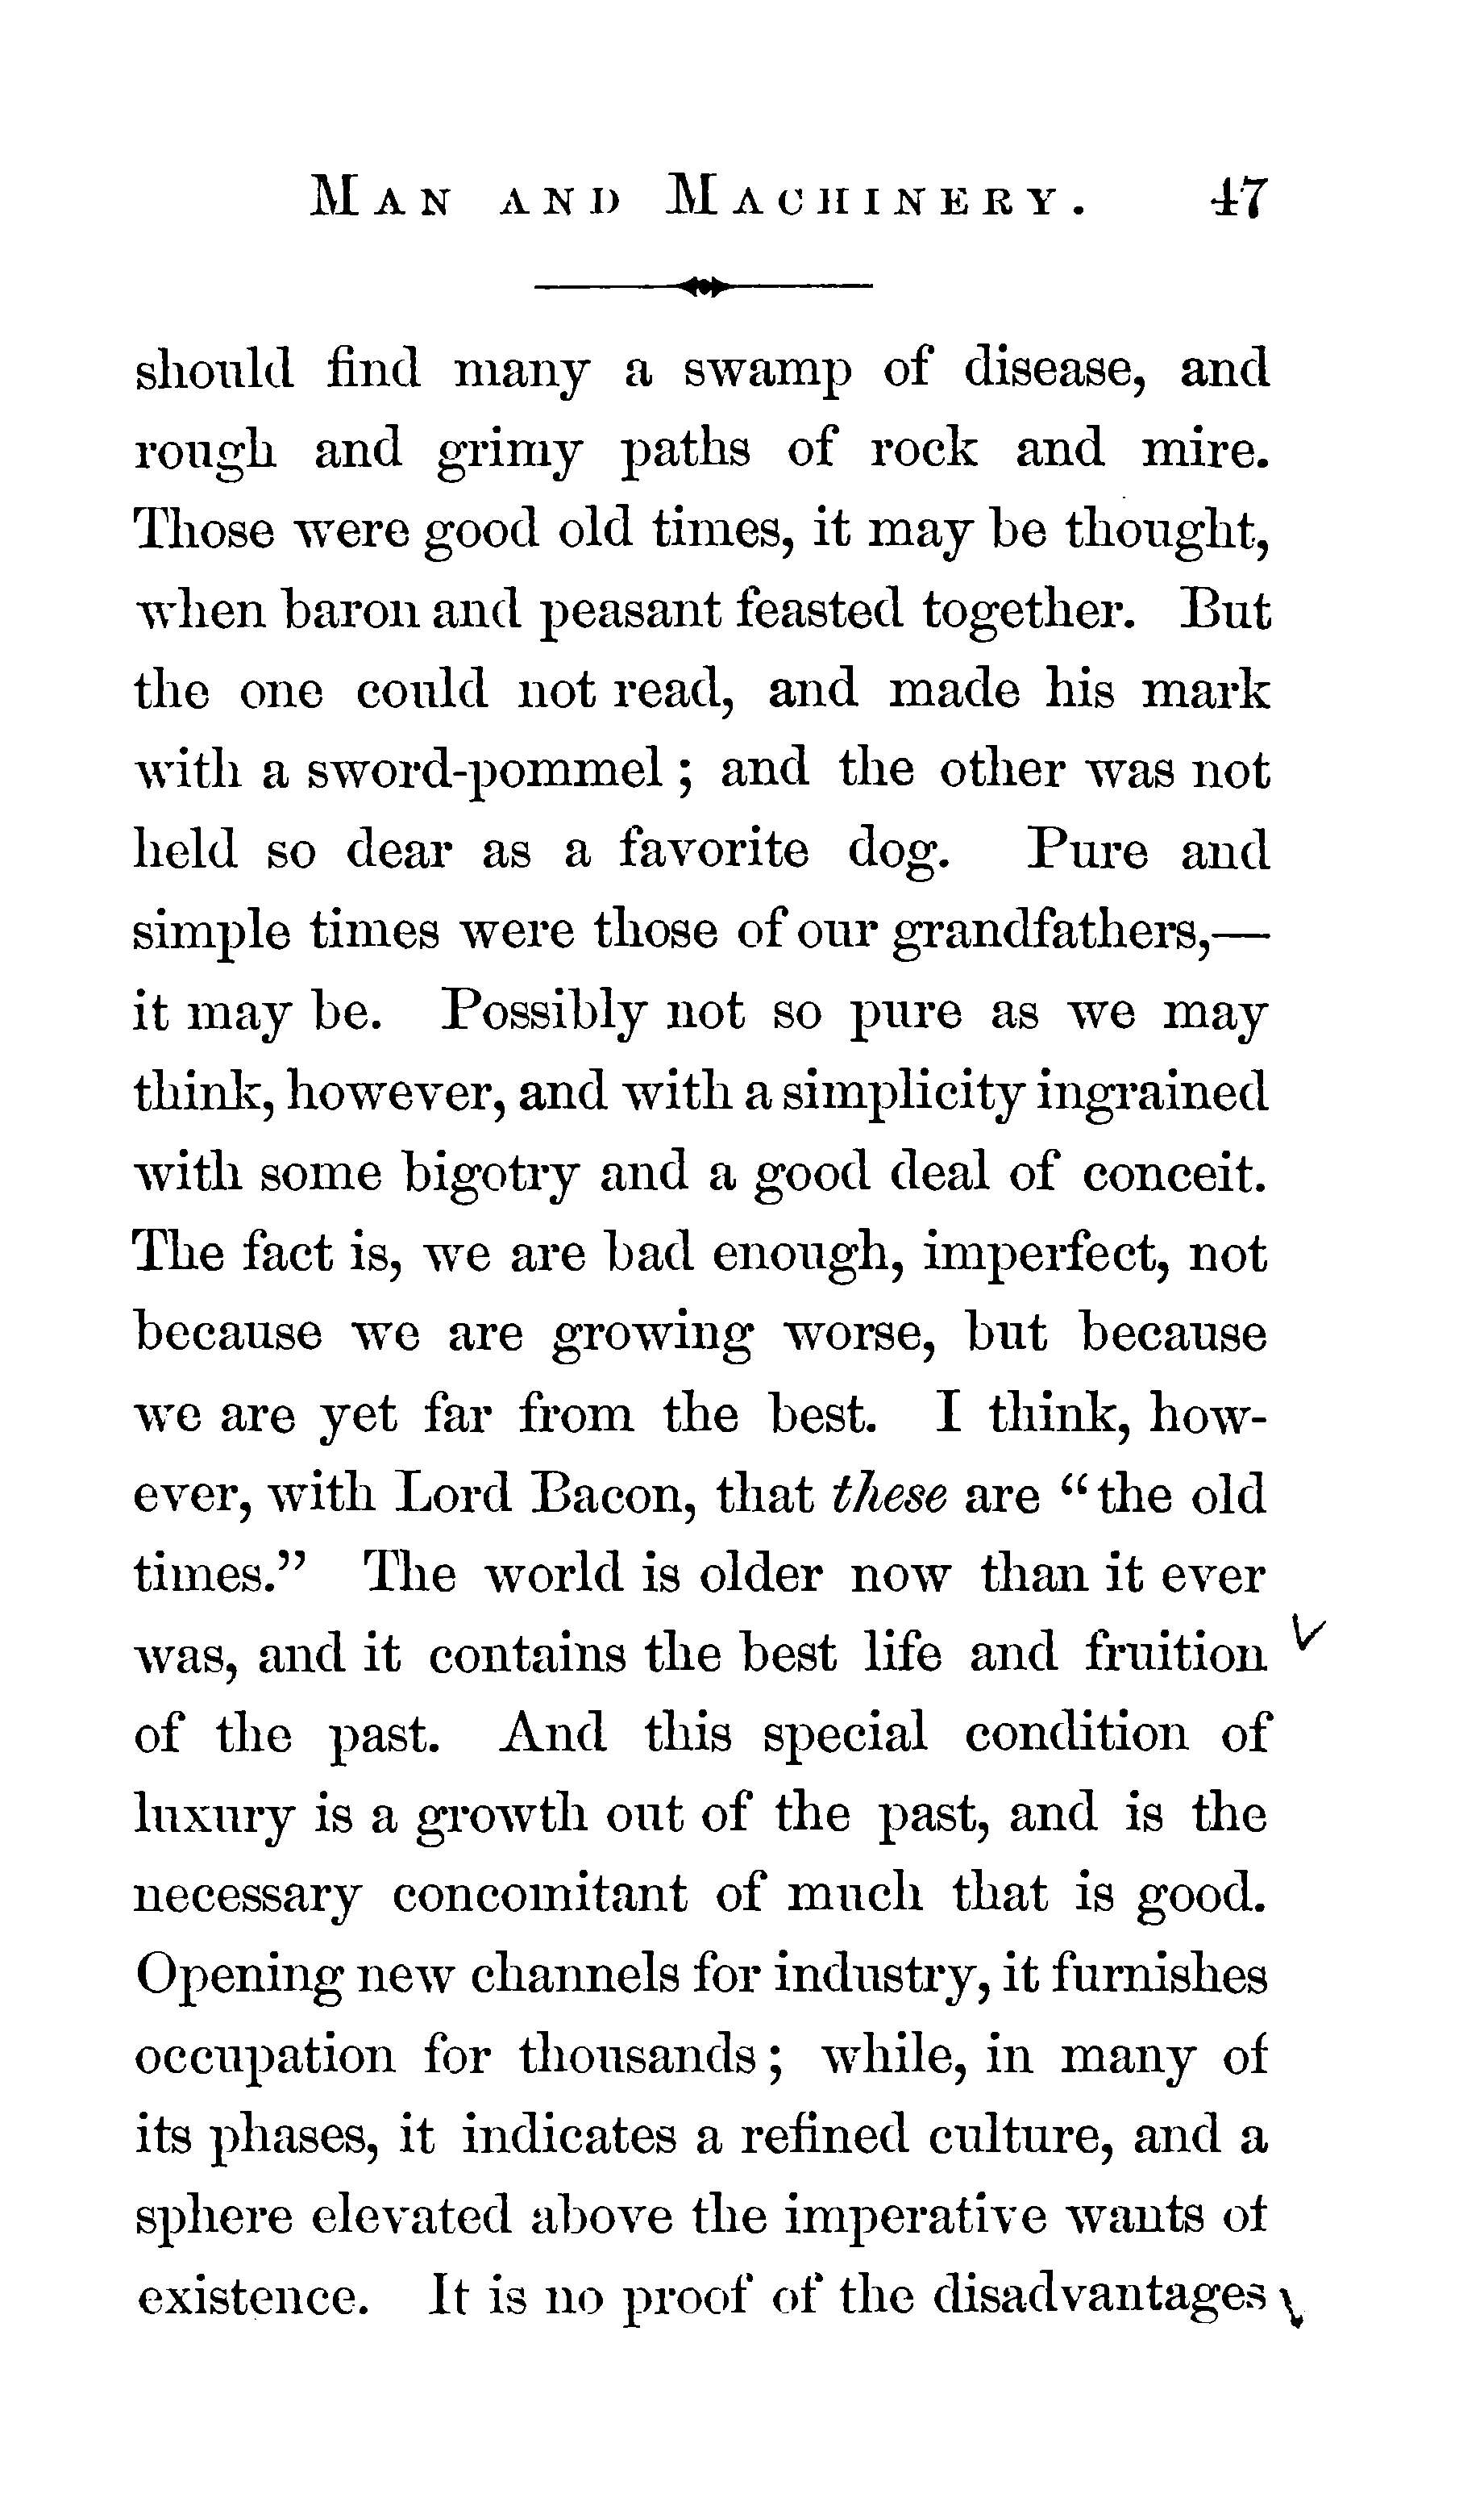 MAN AND MACHINERY. 47
should find many a swamp of disease, and
rough and grimy paths of rock and mire.
Those were good old times, it may be thought,
when baron and peasant feasted together. But
the one could not read, and made his mark
with a sword-pommel; and the other was not
held so dear as a favorite dog. Pure and
simple times were those of our grandfathers,—
it may be. Possibly not so pure as we may
think, however, and with a simplicity ingrained
with some bigotry and a good deal of conceit.
The fact is, we are bad enough, imperfect, not
because we are growing worse, but because
we are yet far from the best. I think, how-
ever, with Lord Bacon, that these are “the old
times.” The world is older now than it ever
was, and it contains the best life and fruition
of the past. And this special condition of
luxury is a growth out of the past, and is the
necessary concomitant of much that is good.
Opening new channels for industry, it furnishes
occupation for thousands; while, in many of
its phases, it indicates a refined culture, and a
sphere elevated above the imperative wants of
existence. It is no proof of the disadvantages